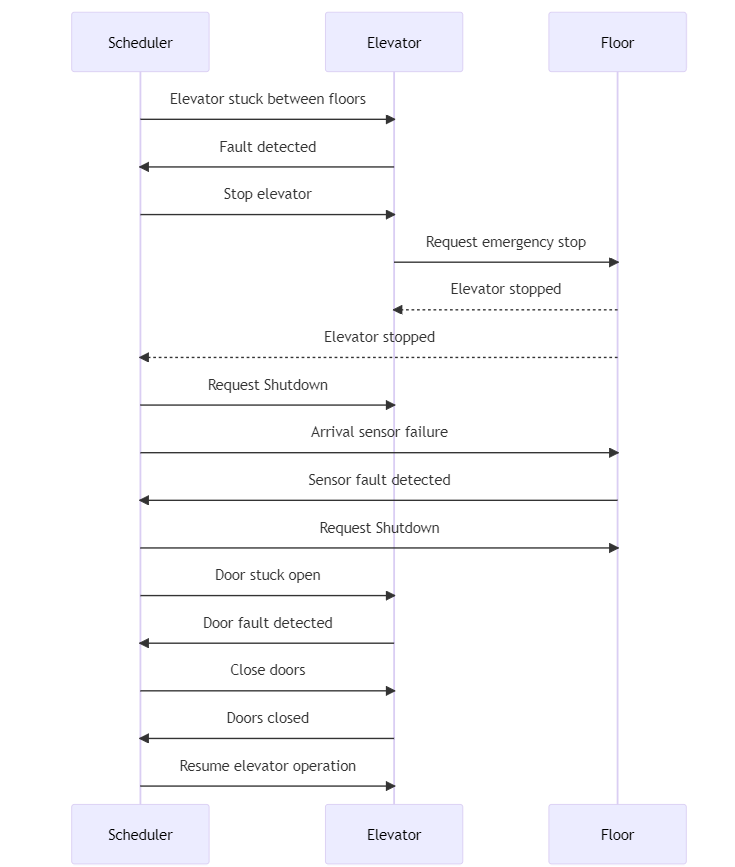 Scheduler
Elevator
Floor
Elevator stuck between floors
Fault detected
Stop elevator
Request emergency stop
Elevator stopped
Elevator stopped
Request Shutdown
Arrival sensor failure
Sensor fault detected
Request Shutdown
Door stuck open
Door fault detected
Close doors
Doors closed
Resume elevator operation
Scheduler
Elevator
Floor